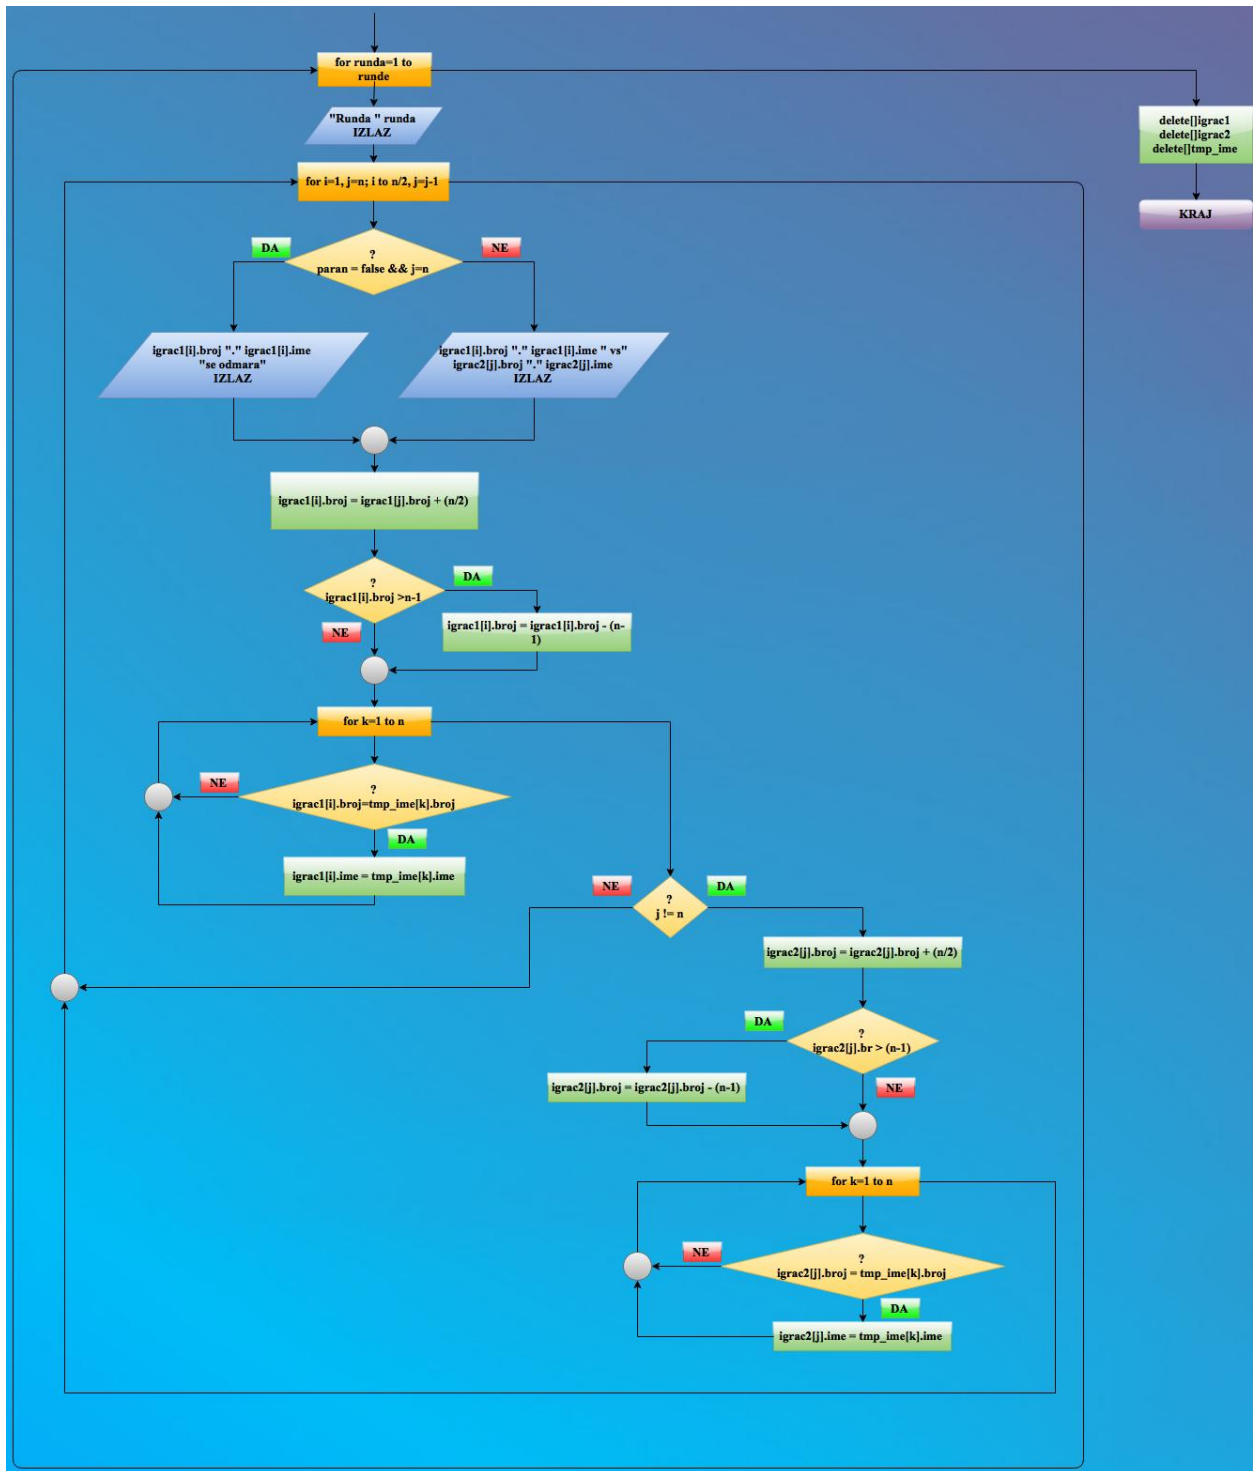 for runda=1 to
runde
"Runda " runda
IZLAZ
delete[]igrac1
delete[]igrac2
delete[]tmp_ime
KRAJ
for i=1, j=n; i to n/2, j=j-1
DA
NE
?
paran = false && j=n
igrac1[i].broj "." igrac1[i].ime
"se odmara"
IZLAZ
igrac1[i].broj "." igrac1[i].ime " vs"
igrac2[j].broj "." igrac2[j].ime
IZLAZ
igrac1[i].broj = igrac1[j].broj + (n/2)
?
igrac1[i].broj >n-1
DA
NE
igrac1[i].broj = igrac1[i].broj - (n-
1)
for k=1 to n
NE
?
igrac1[i].broj=tmp_ime[k].broj
DA
igrac1[i].ime = tmp_ime[k].ime
NE
DA
?
j != n
igrac2[j].broj = igrac2[j].broj + (n/2)
DA
?
igrac2[j].br > (n-1)
NE
igrac2[j].broj = igrac2[j].broj - (n-1)
for k=1 to n
NE
?
igrac2[j].broj = tmp_ime[k].broj
DA
igrac2[j].ime = tmp_ime[k].ime